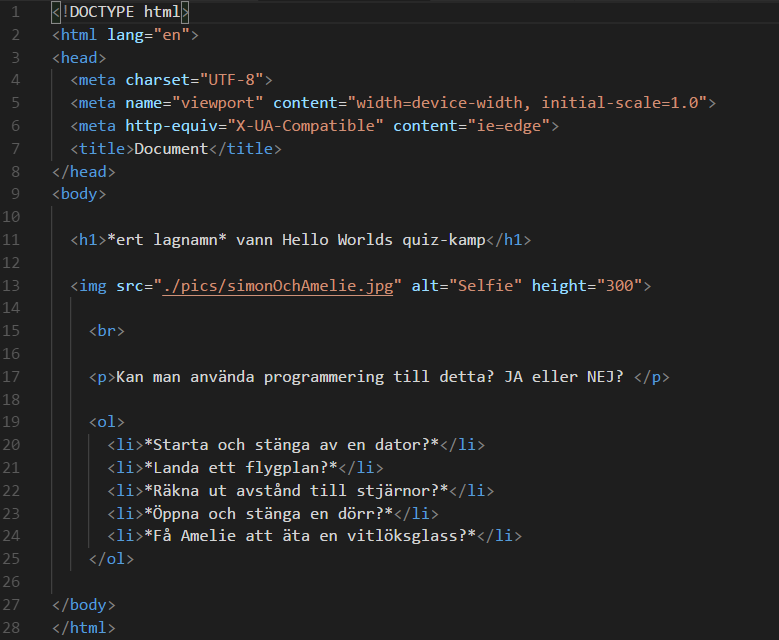 1 <!DOCTYPE html>
2 <html lang="en">
3 <head>
4 <meta charset="UTF-8">
5 <meta name="viewport" content="width=device-width, initial-scale=1.0">
6 <meta http-equiv="X-UA-Compatible" content="ie=edge">
7 <title>Document</title>
8 </head>
9 <body>
10
11 <h1>*ert lagnamn* vann Hello Worlds quiz-kamp</h1>
12
13 <img src="./pics/simonOchAmelie.jpg" alt="Selfie" height="300">
14
15 <br>
16
17 <p>Kan man använda programmering till detta? JA eller NEJ? </p>
18
19 <ol>
20 <li>*Starta och stänga av en dator?*</li>
21 <li>*Landa ett flygplan?*</li>
22 <li>*Räkna ut avstånd till stjärnor?*</li>
23 <li>*Öppna och stänga en dörr?*</li>
24 <li>*Få Amelie att äta en vitlöksglass?*</li>
25 </ol>
26
27 </body>
28 </html>